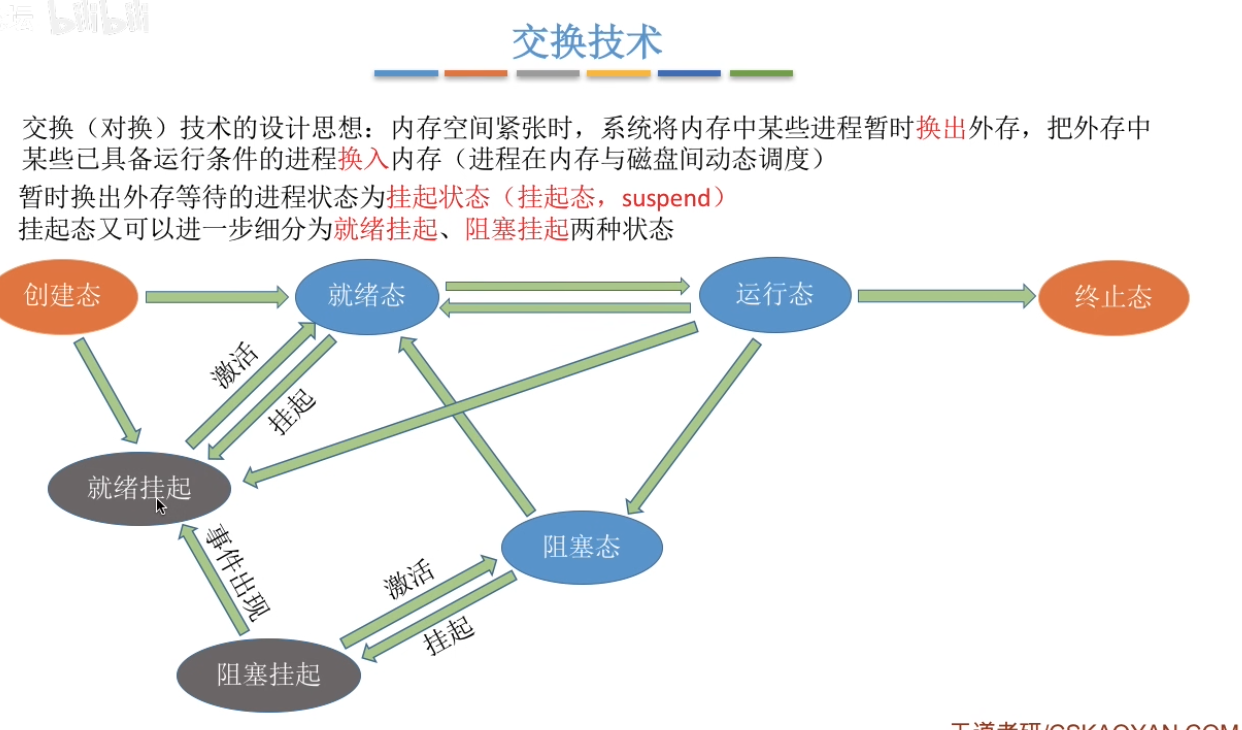 bilibili
交换技术
交换（对换）技术的设计思想：内存空间紧张时，系统将内存中某些进程暂时换出外存，把外存中
某些已具备运行条件的进程换入内存（进程在内存与磁盘间动态调度）
暂时换出外存等待的进程状态为挂起状态（挂起态，suspend）
挂起态又可以进一步细分为就绪挂起、阻塞挂起两种状态
创建态
就绪态
运行态
终止态
激活
挂起
就绪挂起
事件出现
阻塞态
激活
挂起
阻塞挂起
王道考研/CSKAOYAN.COM